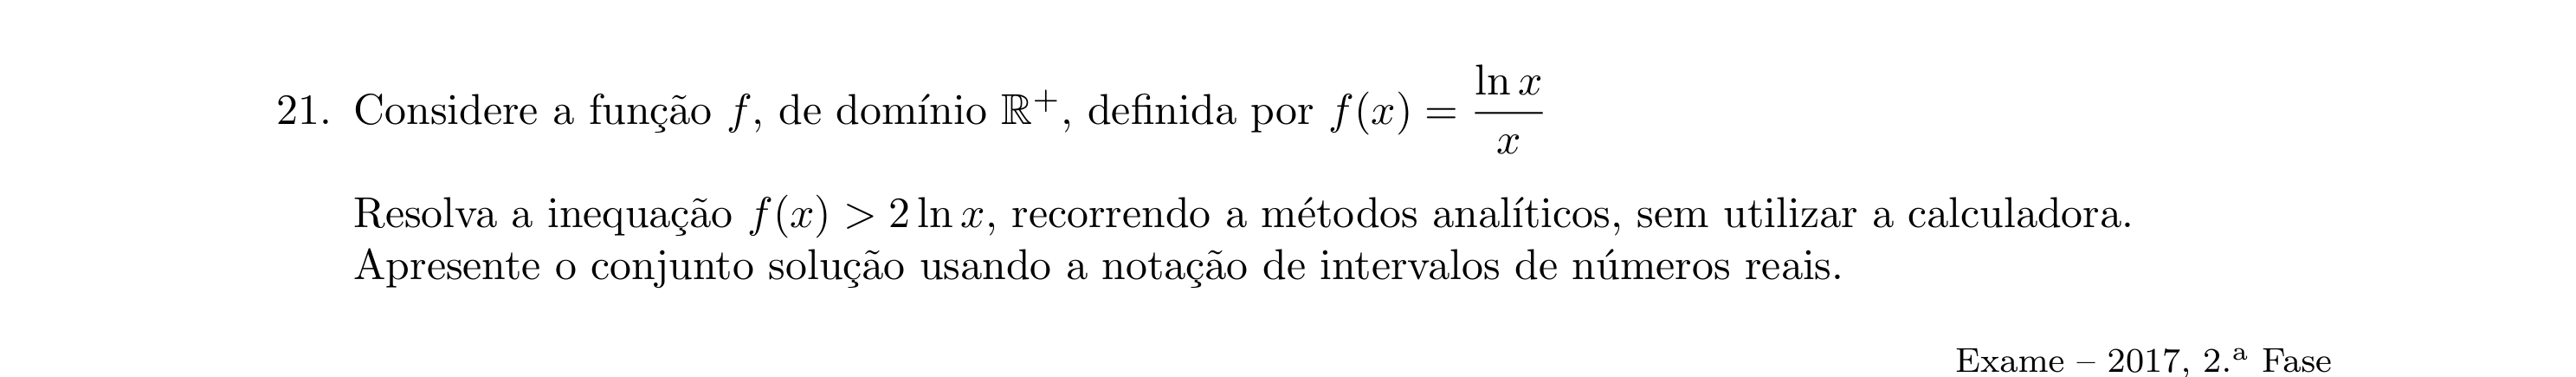 21. Considere a função f, de domínio ℝ⁺, definida por f(x) = ln x / x
Resolva a inequação f(x) > 2 ln x, recorrendo a métodos analíticos, sem utilizar a calculadora.
Apresente o conjunto solução usando a notação de intervalos de números reais.
Exame – 2017, 2.ª Fase